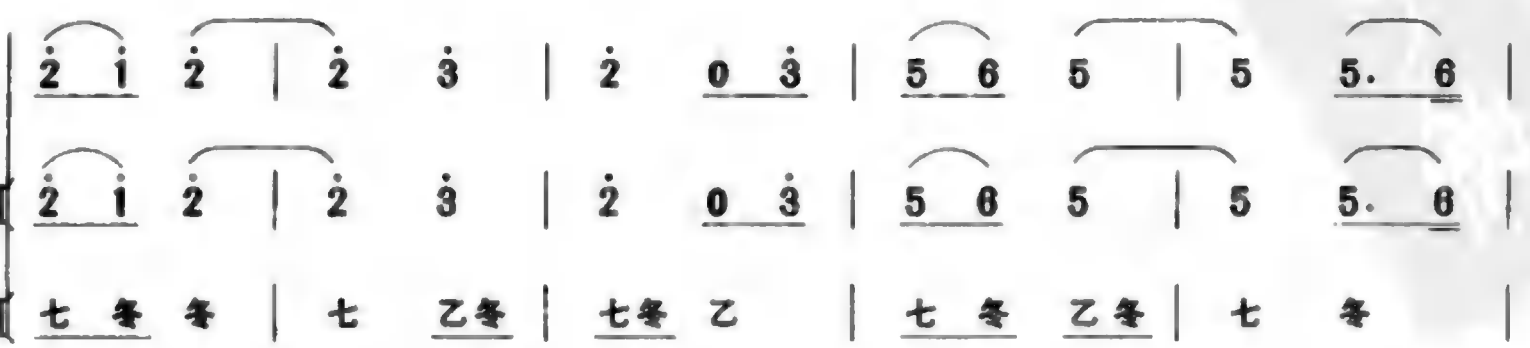 2̇ 1̇ 2̇ | 2̇ 3̇ | 2̇ 0 3̇ | 5 6 5 | 5 5. 6 |
2̇ 1̇ 2̇ | 2̇ 3̇ | 2̇ 0 3̇ | 5 6 5 | 5 5. 6 |
七 冬 冬 | 七 乙冬 | 七冬 乙 | 七 冬 乙冬 | 七 冬 |